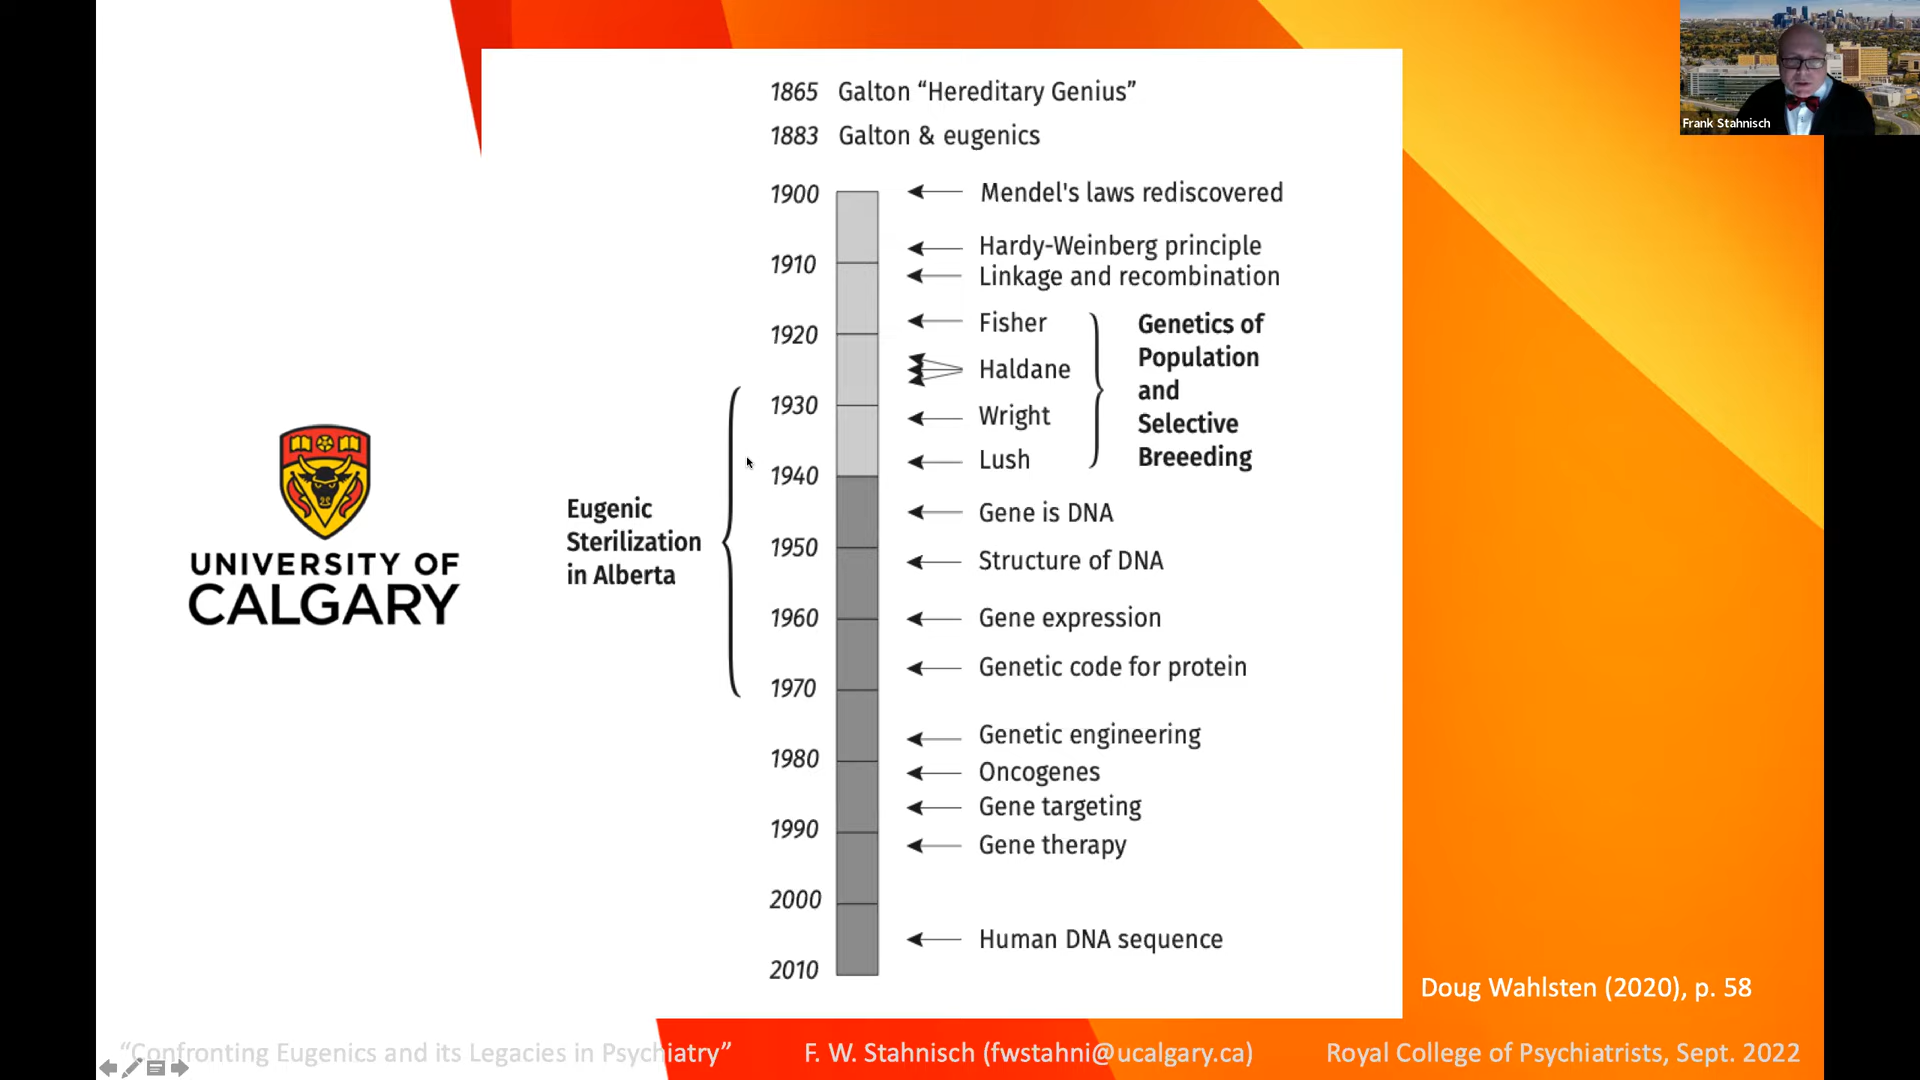 1865 Galton “Hereditary Genius”
1883 Galton & eugenics
1900 Mendel's laws rediscovered
Hardy-Weinberg principle
1910
Linkage and recombination
Fisher
1920
Haldane
Genetics of
Population
and
Selective
Breeeding
1930
Wright
Lush
1940
Eugenic
Sterilization
in Alberta
Gene is DNA
1950
Structure of DNA
1960 Gene expression
Genetic code for protein
1970
Genetic engineering
1980
Oncogenes
Gene targeting
1990
Gene therapy
2000
Human DNA sequence
2010
UNIVERSITY OF
CALGARY
Frank Stahnisch
Doug Wahlsten (2020), p. 58
“Confronting Eugenics and its Legacies in Psychiatry” F. W. Stahnisch (fwstahni@ucalgary.ca) Royal College of Psychiatrists, Sept. 2022